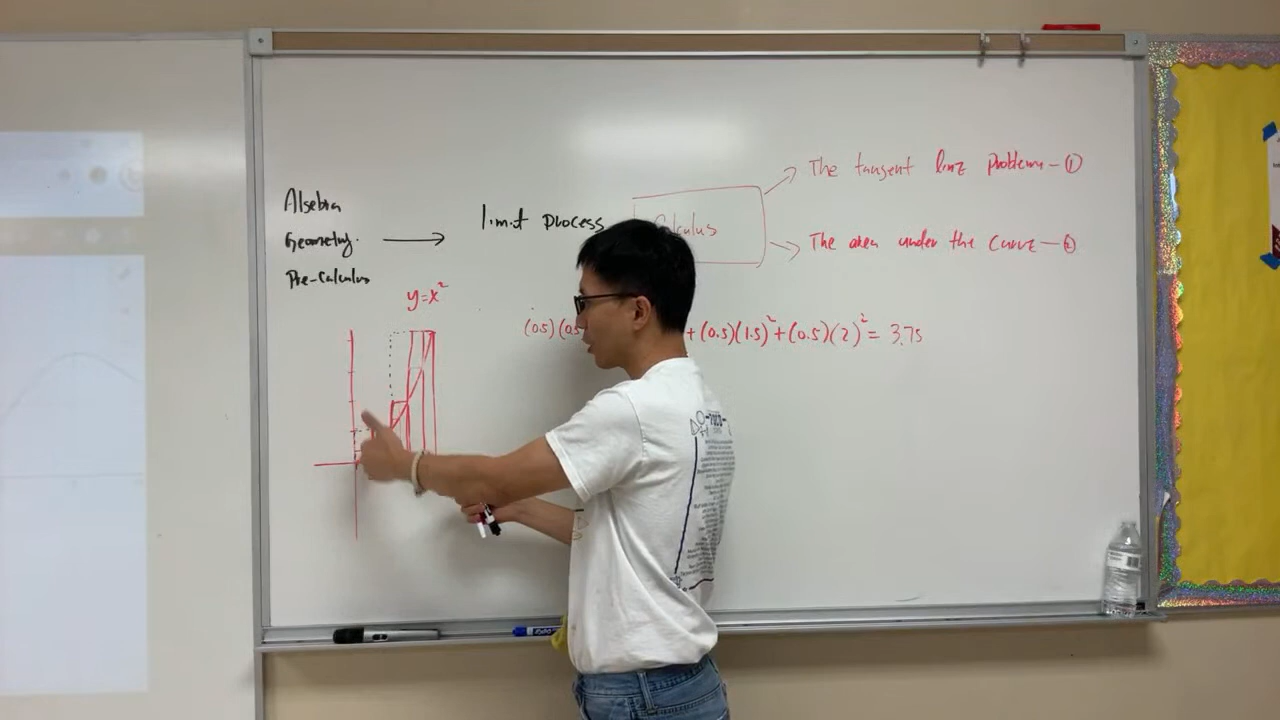 Algebra
Geometry.
Pre-Calculus
limit process
Calculus
The tangent line problem - ①
The area under the curve - ②
y=x²
(0.5)(0.5 + (0.5)(1.5)² + (0.5)(2)² = 3.75